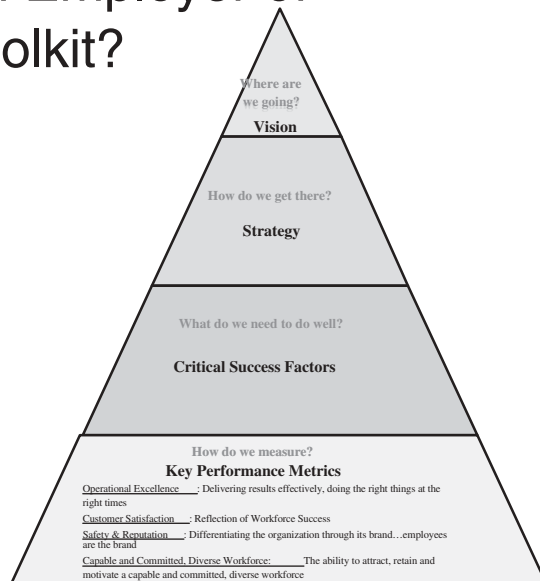 Employer of
olkit?
Where are
we going?
Vision
How do we get there?
Strategy
What do we need to do well?
Critical Success Factors
How do we measure?
Key Performance Metrics
Operational Excellence : Delivering results effectively, doing the right things at the
right times
Customer Satisfaction : Reflection of Workforce Success
Safety & Reputation : Differentiating the organization through its brand…employees
are the brand
Capable and Committed, Diverse Workforce: The ability to attract, retain and
motivate a capable and committed, diverse workforce